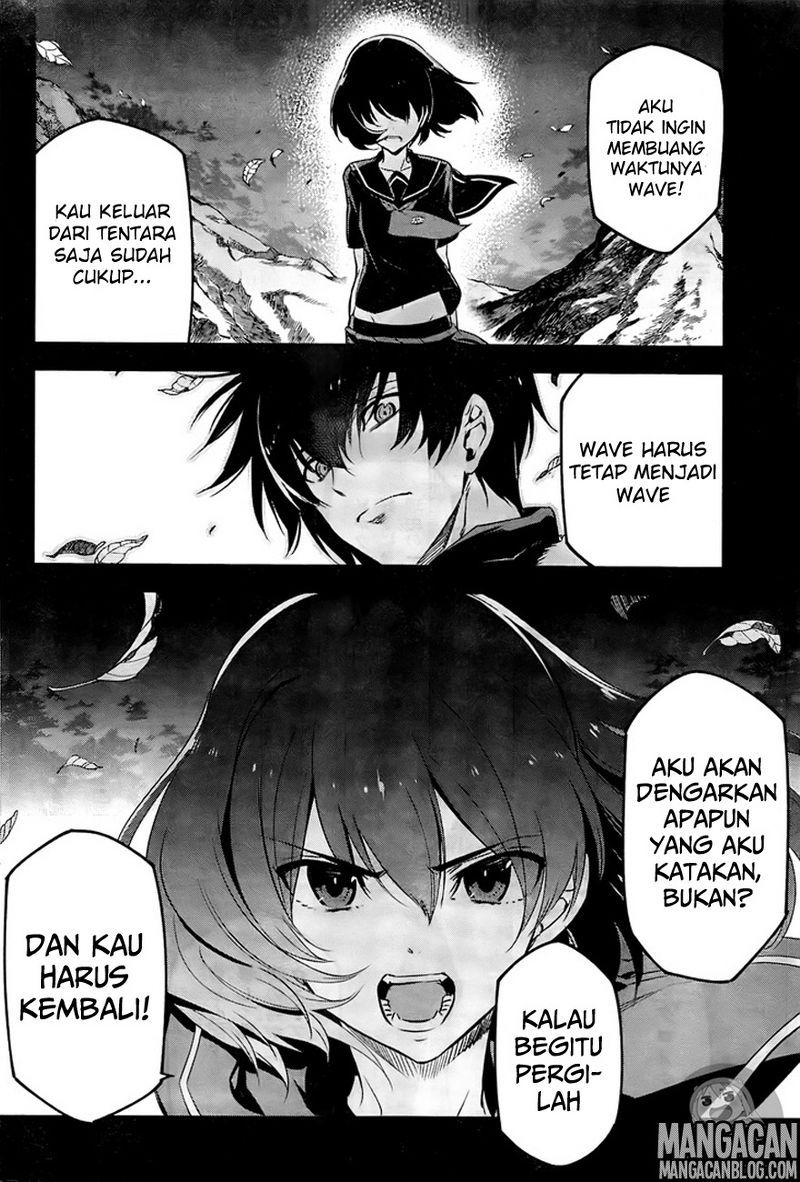 AKU
TIDAK INGIN
MEMBUANG
WAKTUNYA
WAVE!
KAU KELUAR
DARI TENTARA
SAJA SUDAH
CUKUP...
WAVE HARUS
TETAP MENJADI
WAVE
AKU AKAN
DENGARKAN
APAPUN
YANG AKU
KATAKAN,
BUKAN?
KALAU
BEGITU
PERGI-
LAH
DAN KAU
HARUS
KEMBALI!
MANGACAN
MANGACANBLOG.COM